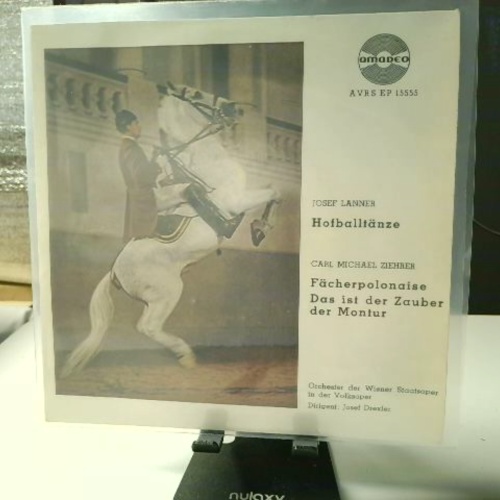 amadeo
AVRS EP 15555
JOSEF LANNER
Hofballtänze
CARL MICHAEL ZIEHRER
Fächerpolonaise
Das ist der Zauber
der Montur
Orchester der Wiener Staatsoper
in der Volksoper
Dirigent: Josef Drexler
nulaxy